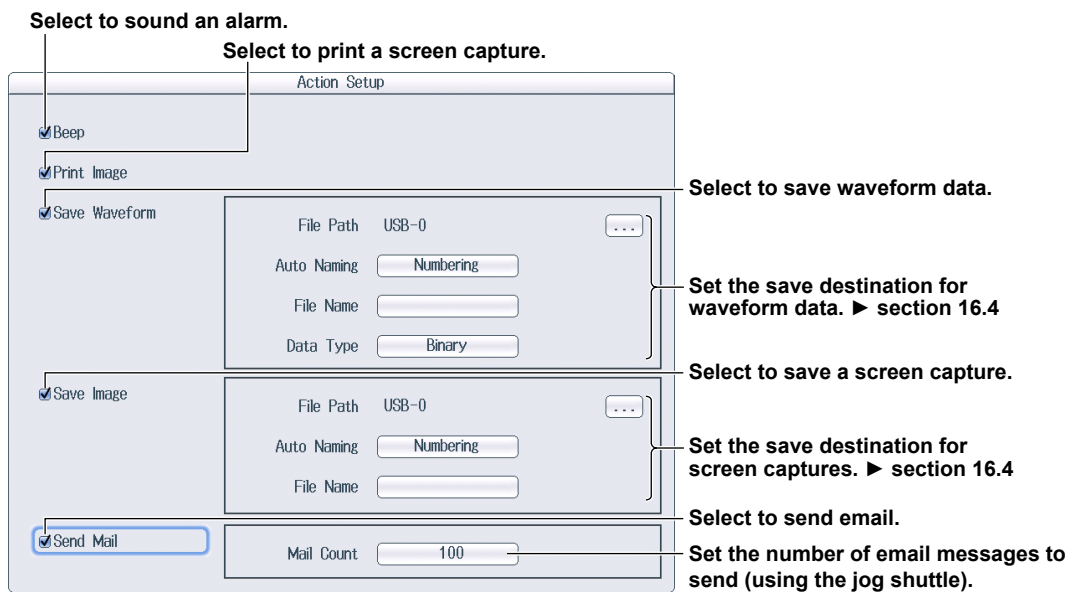 Select to sound an alarm.
Select to print a screen capture.
Action Setup
Beep
Print Image
Save Waveform
Select to save waveform data.
File Path USB-0 ...
Auto Naming Numbering
Set the save destination for
waveform data. ► section 16.4
File Name
Data Type Binary
Save Image
Select to save a screen capture.
File Path USB-0 ...
Auto Naming Numbering
Set the save destination for
screen captures. ► section 16.4
File Name
Send Mail
Select to send email.
Mail Count 100
Set the number of email messages to
send (using the jog shuttle).